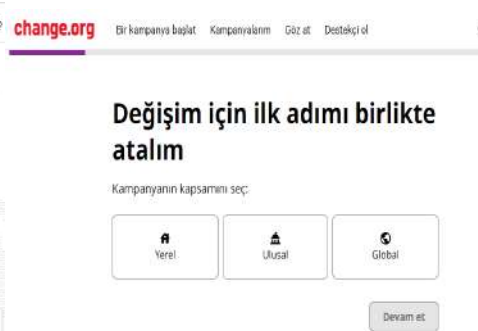 change.org
Bir kampanya başlat Kampanyalarım Göz at Destekçi ol
Değişim için ilk adımı birlikte
atalım
Kampanyanın kapsamını seç:
Yerel Ulusal Global
Devam et